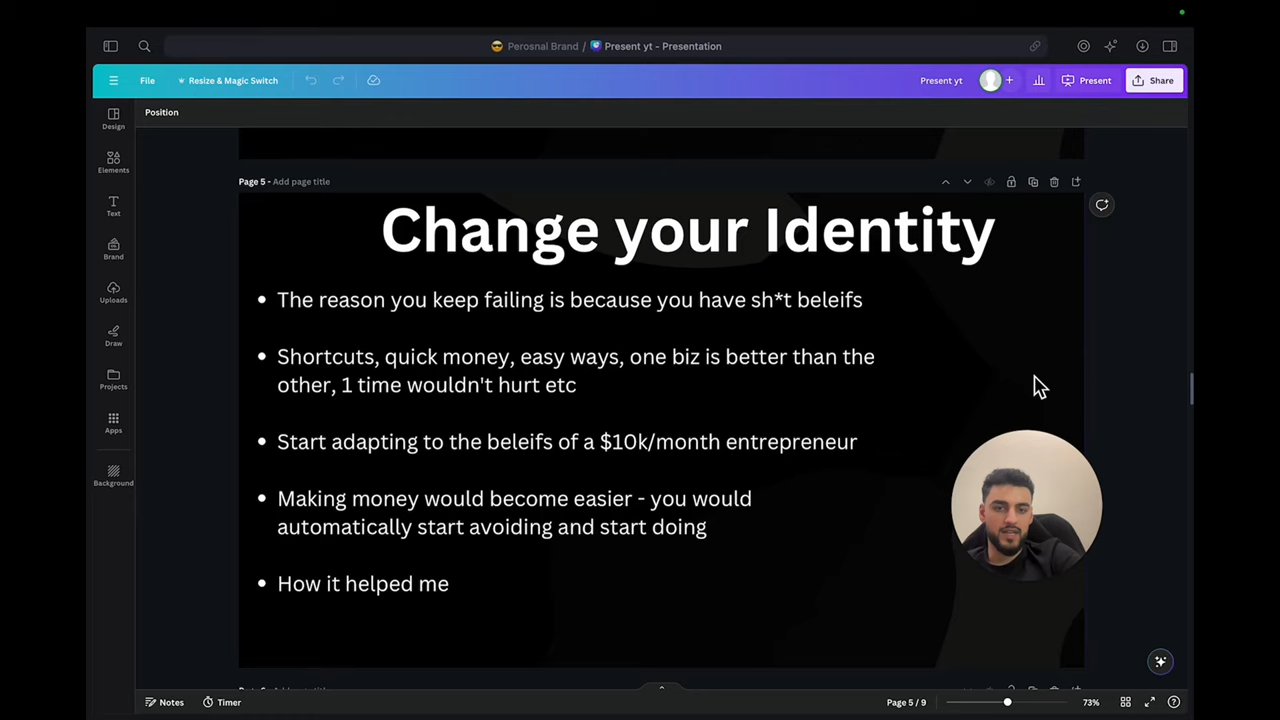 😎 Perosnal Brand / Present yt - Presentation
File
Resize & Magic Switch
Present yt
Present
Share
Position
Design
Elements
Text
Brand
Uploads
Draw
Projects
Apps
Background
Page 5 - Add page title
Change your Identity
• The reason you keep failing is because you have sh*t beleifs
• Shortcuts, quick money, easy ways, one biz is better than the
other, 1 time wouldn't hurt etc
• Start adapting to the beleifs of a $10k/month entrepreneur
• Making money would become easier - you would
automatically start avoiding and start doing
• How it helped me
Notes
Timer
Page 5 / 9
73%